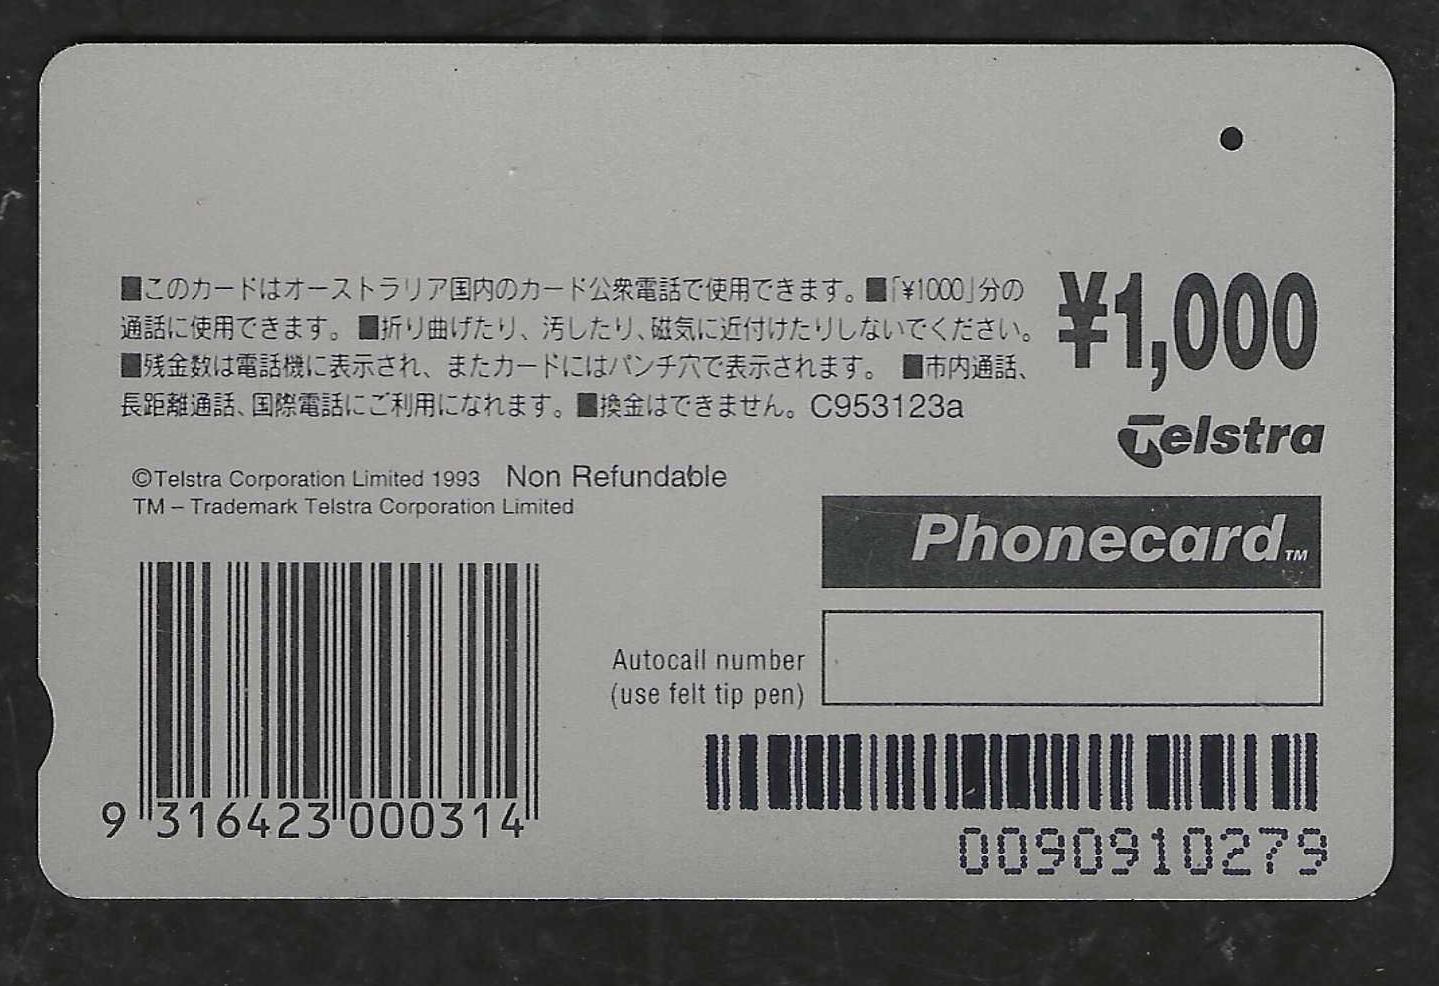 ■このカードはオーストラリア国内のカード公衆電話で使用できます。■「¥1000」分の
通話に使用できます。■折り曲げたり、汚したり、磁気に近付けたりしないでください。
■残金数は電話機に表示され、またカードにはパンチ穴で表示されます。 ■市内通話、
長距離通話、国際電話にご利用になれます。■換金はできません。C953123a
¥1,000
Telstra
©Telstra Corporation Limited 1993 Non Refundable
TM – Trademark Telstra Corporation Limited
Phonecard TM
Autocall number
(use felt tip pen)
9 316423 000314
0090910279